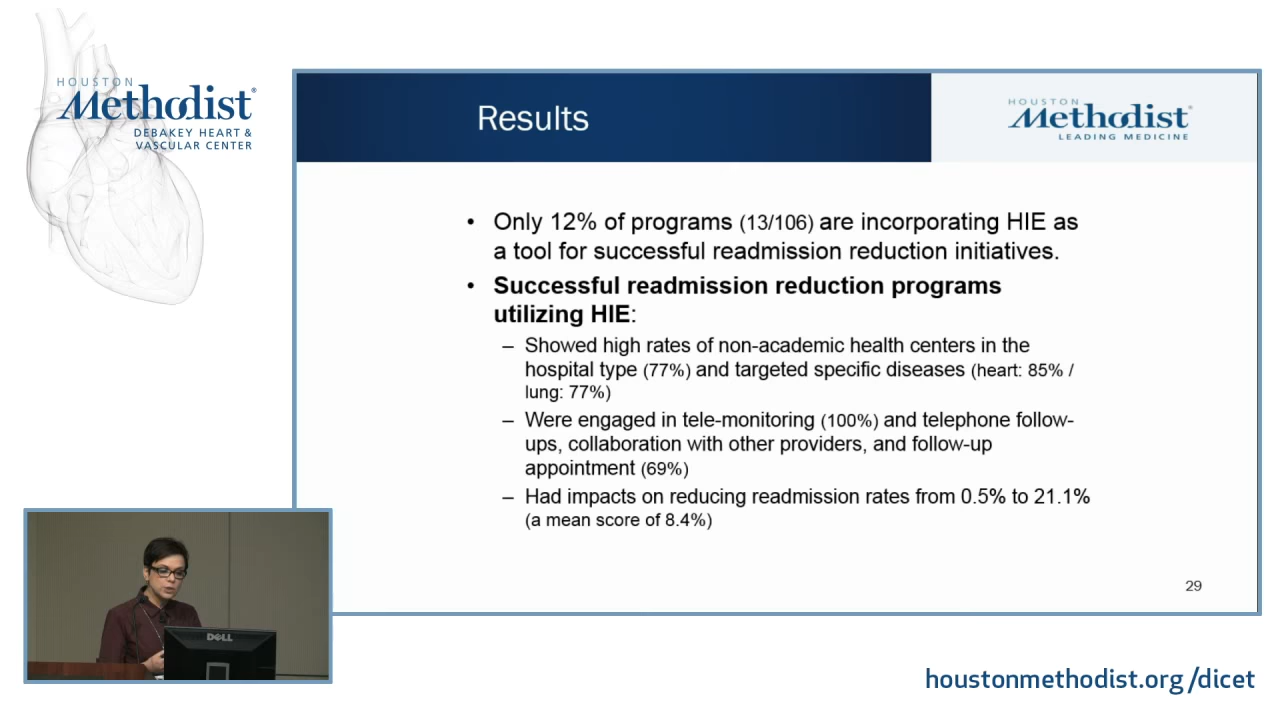 HOUSTON
Methodist®
DEBAKEY HEART &
VASCULAR CENTER
Results
HOUSTON
Methodist®
LEADING MEDICINE
• Only 12% of programs (13/106) are incorporating HIE as
a tool for successful readmission reduction initiatives.
• Successful readmission reduction programs
utilizing HIE:
– Showed high rates of non-academic health centers in the
hospital type (77%) and targeted specific diseases (heart: 85% /
lung: 77%)
– Were engaged in tele-monitoring (100%) and telephone follow-
ups, collaboration with other providers, and follow-up
appointment (69%)
– Had impacts on reducing readmission rates from 0.5% to 21.1%
(a mean score of 8.4%)
29
DELL
houstonmethodist.org/dicet